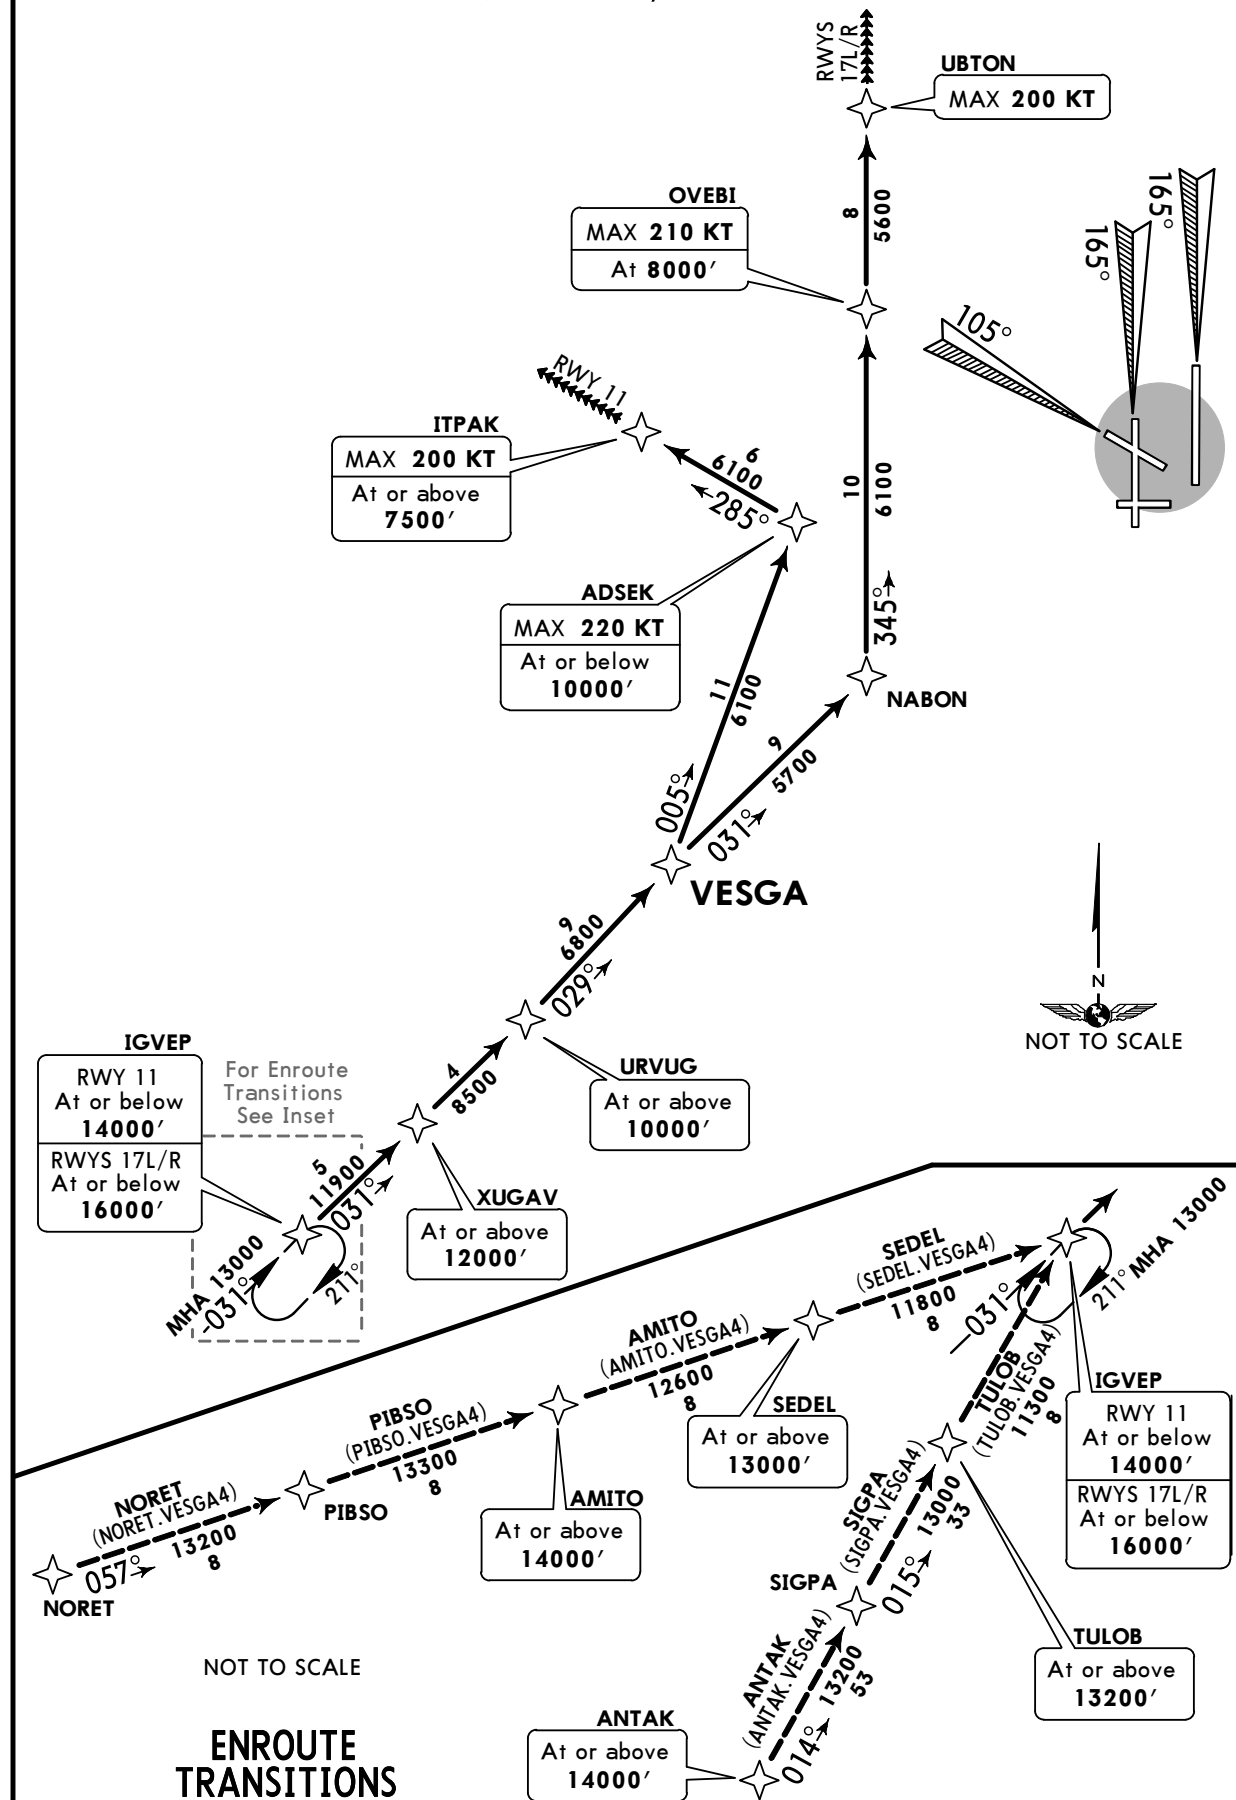 RWYS
17L/R
UBTON
MAX 200 KT
8
5600
OVEBI
MAX 210 KT
At 8000′
165°
165°
105°
RWY 11
ITPAK
MAX 200 KT
At or above
7500′
6
6100
285°
10
6100
345°
ADSEK
MAX 220 KT
At or below
10000′
11
6100
005°
NABON
9
5700
031°
VESGA
9
6800
029°
N
NOT TO SCALE
IGVEP
RWY 11
At or below
14000′
RWYS 17L/R
At or below
16000′
For Enroute
Transitions
See Inset
4
8500
URVUG
At or above
10000′
5
11900
031°
XUGAV
At or above
12000′
MHA 13000
031°
211°
SEDEL
(SEDEL.VESGA4)
11800
8
031°
211° MHA 13000
AMITO
(AMITO.VESGA4)
12600
8
SEDEL
At or above
13000′
TULOB
(TULOB.VESGA4)
11300
8
IGVEP
RWY 11
At or below
14000′
RWYS 17L/R
At or below
16000′
PIBSO
(PIBSO.VESGA4)
13300
8
AMITO
At or above
14000′
NORET
(NORET.VESGA4)
13200
8
057°
PIBSO
NORET
SIGPA
(SIGPA.VESGA4)
13000
33
015°
SIGPA
TULOB
At or above
13200′
ANTAK
(ANTAK.VESGA4)
13200
53
014°
ANTAK
At or above
14000′
NOT TO SCALE
ENROUTE
TRANSITIONS